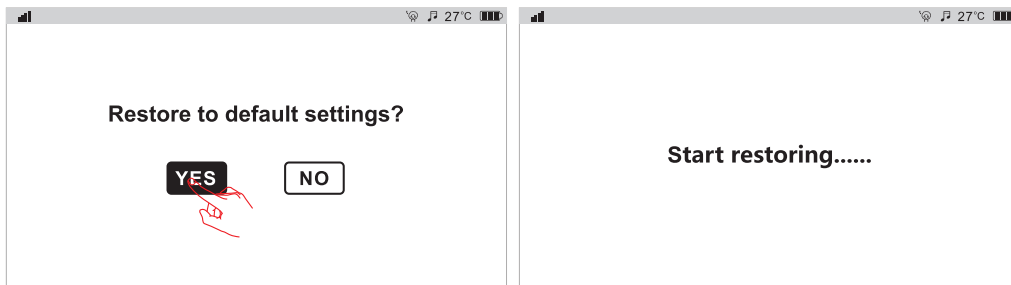 27°C
Restore to default settings?
YES
NO
27°C
Start restoring......